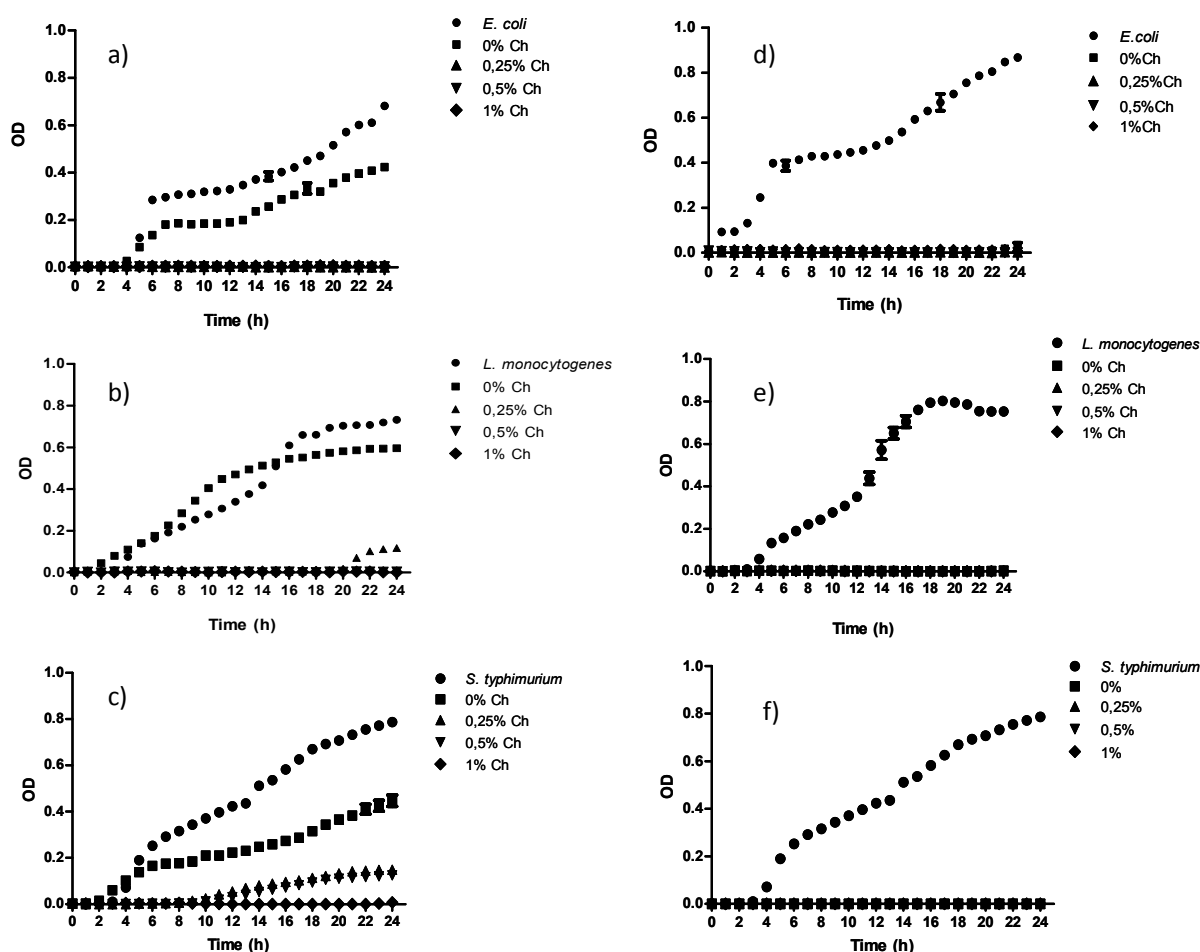 a)
E. coli
0% Ch
0,25% Ch
0,5% Ch
1% Ch
OD
1.0
0.8
0.6
0.4
0.2
0.0
0 2 4 6 8 10 12 14 16 18 20 22 24
Time (h)
d)
E.coli
0%Ch
0,25%Ch
0,5%Ch
1%Ch
OD
1.0
0.8
0.6
0.4
0.2
0.0
0 2 4 6 8 10 12 14 16 18 20 22 24
Time (h)
b)
L. monocytogenes
0% Ch
0,25% Ch
0,5% Ch
1% Ch
OD
1.0
0.8
0.6
0.4
0.2
0.0
0 2 4 6 8 10 12 14 16 18 20 22 24
Time (h)
e)
L. monocytogenes
0% Ch
0,25% Ch
0,5% Ch
1% Ch
OD
1.0
0.8
0.6
0.4
0.2
0.0
0 2 4 6 8 10 12 14 16 18 20 22 24
Time (h)
c)
S. typhimurium
0% Ch
0,25% Ch
0,5% Ch
1% Ch
OD
1.0
0.8
0.6
0.4
0.2
0.0
0 2 4 6 8 10 12 14 16 18 20 22 24
Time (h)
f)
S. typhimurium
0%
0,25%
0,5%
1%
OD
1.0
0.8
0.6
0.4
0.2
0.0
0 2 4 6 8 10 12 14 16 18 20 22 24
Time (h)